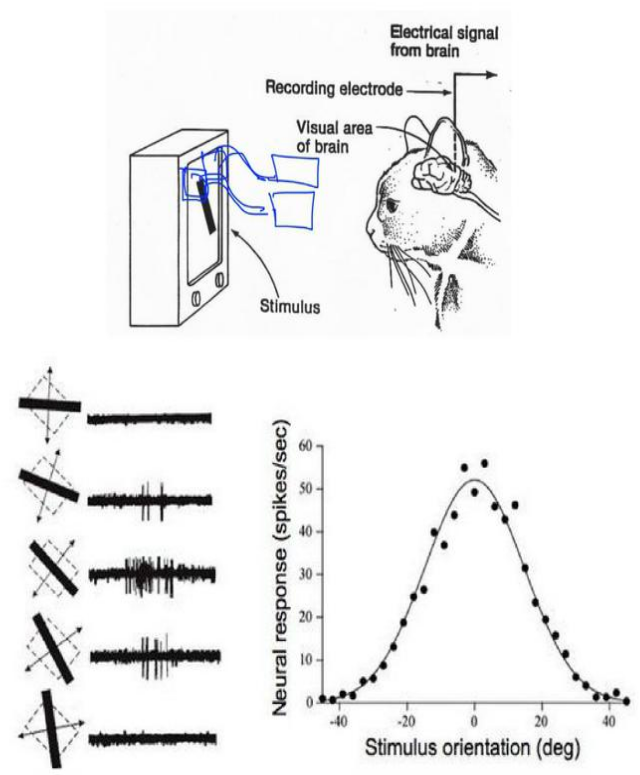 Electrical signal
from brain
Recording electrode
Visual area
of brain
Stimulus
Neural response (spikes/sec)
60
50
40
30
20
10
0
-40 -20 0 20 40
Stimulus orientation (deg)